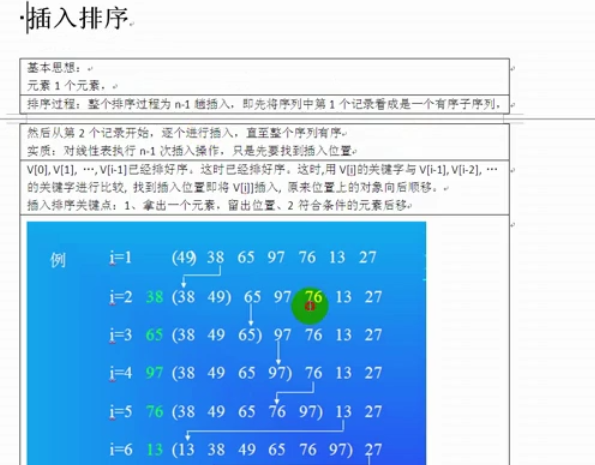 插入排序
基本思想：
元素 1 个元素，
排序过程：整个排序过程为 n-1 趟插入，即先将序列中第 1 个记录看成是一个有序子序列，
然后从第 2 个记录开始，逐个进行插入，直至整个序列有序
实质：对线性表执行 n-1 次插入操作，只是先要找到插入位置
V[0], V[1], …, V[i-1]已经排好序。这时已经排好序。这时,用 V[i]的关键字与 V[i-1], V[i-2], …
的关键字进行比较, 找到插入位置即将 V[i]插入, 原来位置上的对象向后顺移。
插入排序关键点：1、拿出一个元素，留出位置、2 符合条件的元素后移
例 i=1 (49) 38 65 97 76 13 27
i=2 38 (38 49) 65 97 76 13 27
i=3 65 (38 49 65) 97 76 13 27
i=4 97 (38 49 65 97) 76 13 27
i=5 76 (38 49 65 76 97) 13 27
i=6 13 (13 38 49 65 76 97) 27